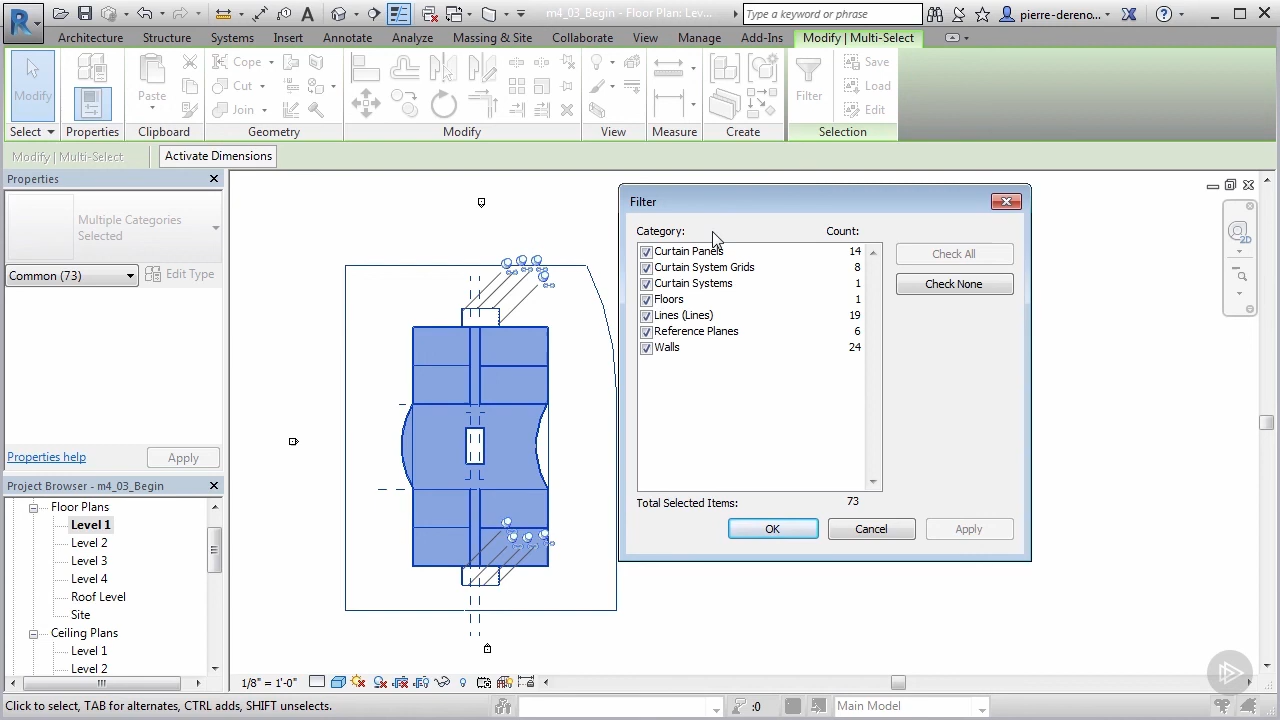 R
A
m4_03_Begin - Floor Plan: Lev...
Type a keyword or phrase
pierre-dereno...
?
Architecture Structure Systems Insert Annotate Analyze Massing & Site Collaborate View Manage Add-Ins Modify | Multi-Select
Modify
Paste
Cope
Cut
Join
Filter
Save
Load
Edit
Select Properties Clipboard Geometry Modify View Measure Create Selection
Modify | Multi-Select
Activate Dimensions
Properties
Multiple Categories
Selected
Common (73)
Edit Type
Properties help
Apply
Project Browser - m4_03_Begin
Floor Plans
Level 1
Level 2
Level 3
Level 4
Roof Level
Site
Ceiling Plans
Level 1
Level 2
2D
Filter
Category: Count:
Curtain Panels 14
Curtain System Grids 8
Curtain Systems 1
Floors 1
Lines (Lines) 19
Reference Planes 6
Walls 24
Check All
Check None
Total Selected Items: 73
OK
Cancel
Apply
1/8" = 1'-0"
Click to select, TAB for alternates, CTRL adds, SHIFT unselects.
:0
Main Model